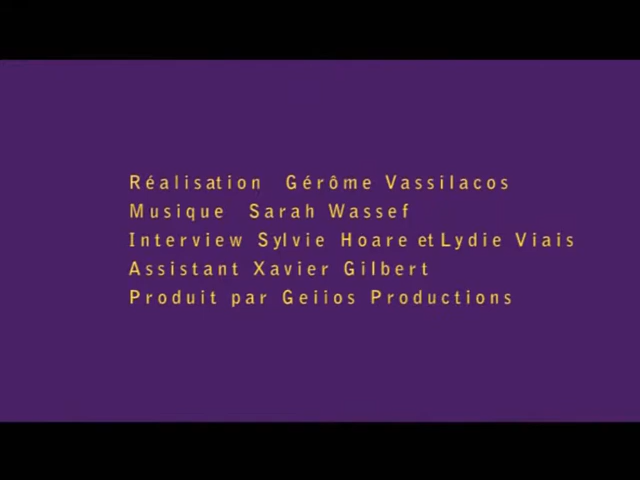 Réalisation Gérôme Vassilacos
Musique Sarah Wassef
Interview Sylvie Hoare et Lydie Viais
Assistant Xavier Gilbert
Produit par Geiios Productions